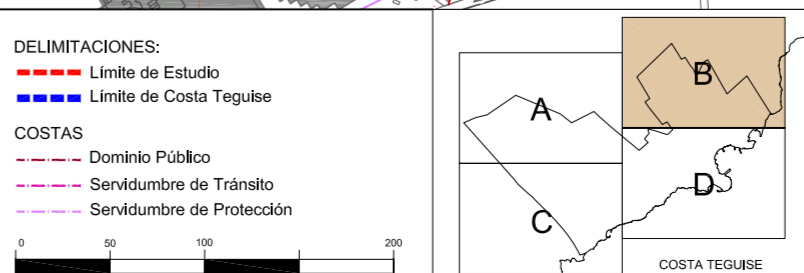 DELIMITACIONES:
Límite de Estudio
Límite de Costa Teguise
COSTAS
Dominio Público
Servidumbre de Tránsito
Servidumbre de Protección
0 50 100 200
A
B
C
D
COSTA TEGUISE